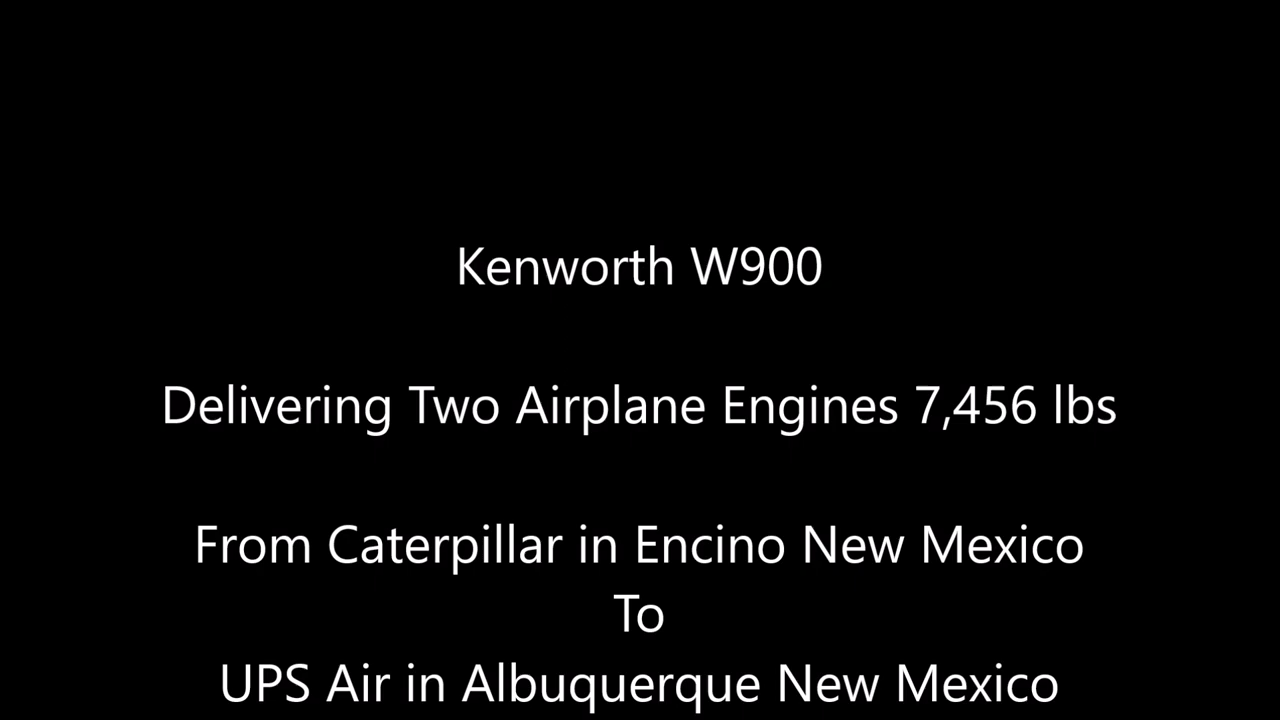 Kenworth W900
Delivering Two Airplane Engines 7,456 lbs
From Caterpillar in Encino New Mexico
To
UPS Air in Albuquerque New Mexico